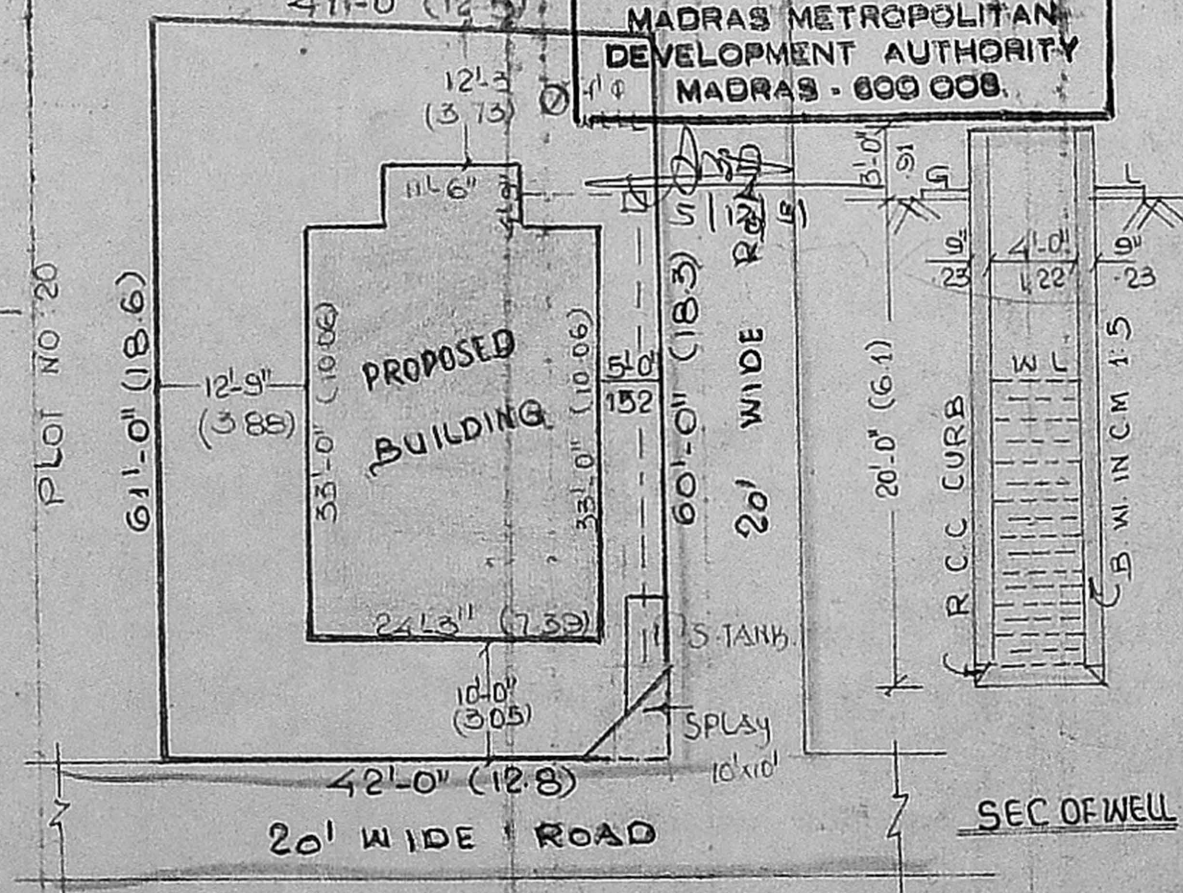 MADRAS METROPOLITAN
DEVELOPMENT AUTHORITY
MADRAS - 600 008.
12'-3
(3 73)
11'-6"
PLOT NO 20
61'-0" (18.6)
12'-9"
(3 88)
33'-0" (10 06)
PROPOSED
BUILDING
33'-0" (10.06)
5'-0"
152
60'-0" (18 3)
20' WIDE ROAD
24'-3" (7 39)
10'-0"
(3 05)
S. TANK.
SPLAY
10'x10'
42'-0" (12.8)
20' WIDE ROAD
3'-0"
91
G
L
9"
23
4'-0"
1.22
9"
23
W L
20'-0" (6.1)
R C C CURB
B. W. IN CM 1:5
SEC OF WELL